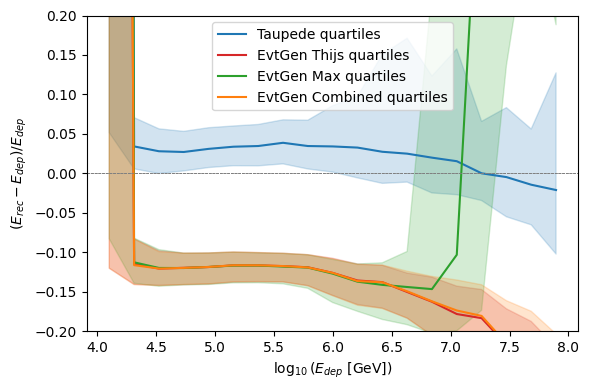 Taupede quartiles
EvtGen Thijs quartiles
EvtGen Max quartiles
EvtGen Combined quartiles
0.20
0.15
0.10
0.05
0.00
−0.05
−0.10
−0.15
−0.20
(E_rec − E_dep)/E_dep
4.0 4.5 5.0 5.5 6.0 6.5 7.0 7.5 8.0
log₁₀(E_dep [GeV])